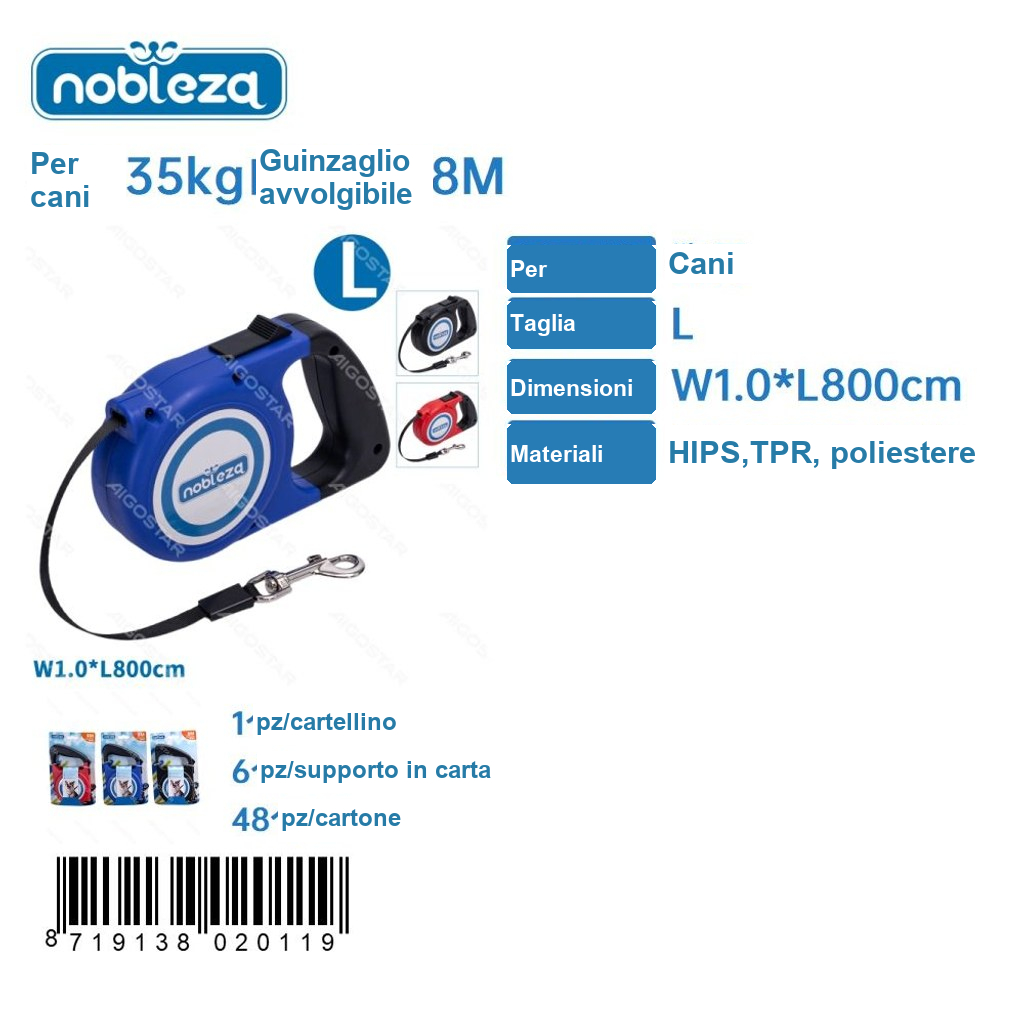 nobleza
Per cani 35kg| Guinzaglio avvolgibile 8M
L
Per Cani
Taglia L
Dimensioni W1.0*L800cm
Materiali HIPS,TPR, poliestere
nobleza
AIGOSTAR
W1.0*L800cm
1 pz/cartellino
6 pz/supporto in carta
48 pz/cartone
8 719138 020119